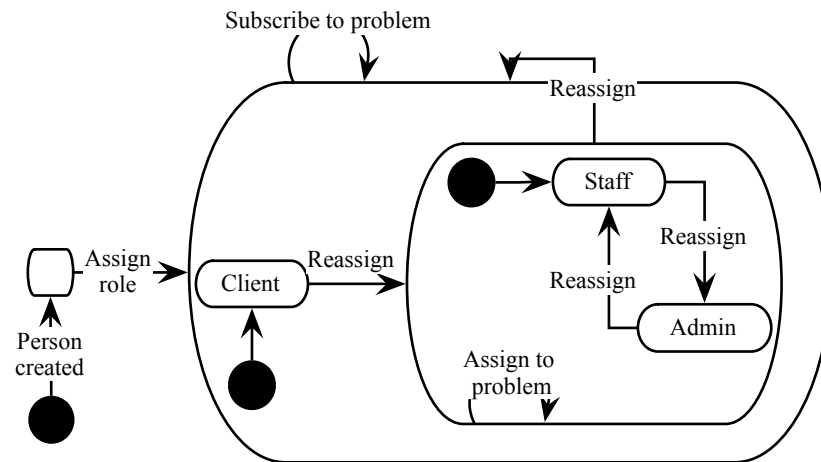 Subscribe to problem
Reassign
Staff
Assign
role
Client
Reassign
Reassign
Reassign
Admin
Person
created
Assign to
problem